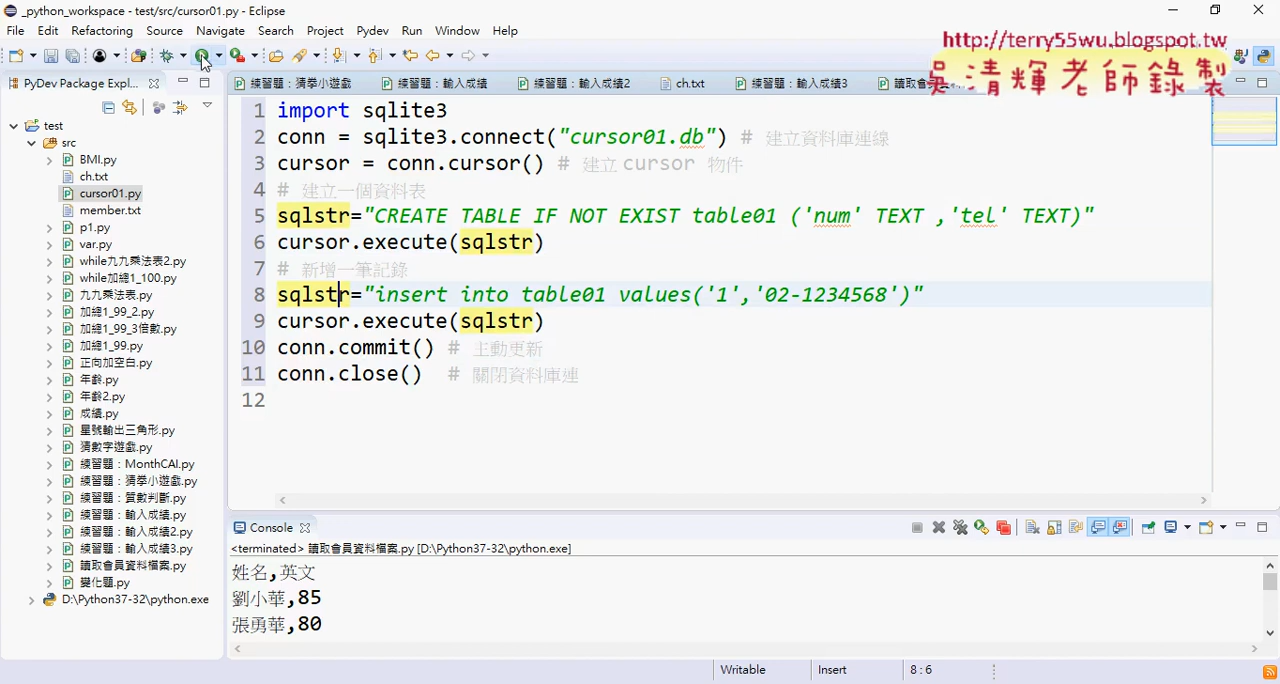 _python_workspace - test/src/cursor01.py - Eclipse
File Edit Refactoring Source Navigate Search Project Pydev Run Window Help
http://terry55wu.blogspot.tw
吳清輝老師錄製
PyDev Package Expl...
練習題：猜拳小遊戲
練習題：輸入成績
練習題：輸入成績2
ch.txt
練習題：輸入成績3
test
src
BMI.py
ch.txt
cursor01.py
member.txt
p1.py
var.py
while九九乘法表2.py
while加總1_100.py
九九乘法表.py
加總1_99_2.py
加總1_99_3倍數.py
加總1_99.py
正向加空白.py
年齡.py
年齡2.py
成績.py
星號輸出三角形.py
猜數字遊戲.py
練習題：MonthCAl.py
練習題：猜拳小遊戲.py
練習題：質數判斷.py
練習題：輸入成績.py
練習題：輸入成績2.py
練習題：輸入成績3.py
讀取會員資料檔案.py
變化題.py
D:\Python37-32\python.exe
1 import sqlite3
2 conn = sqlite3.connect("cursor01.db") # 建立資料庫連線
3 cursor = conn.cursor() # 建立 cursor 物件
4 # 建立一個資料表
5 sqlstr="CREATE TABLE IF NOT EXIST table01 ('num' TEXT ,'tel' TEXT)"
6 cursor.execute(sqlstr)
7 # 新增一筆記錄
8 sqlstr="insert into table01 values('1','02-1234568')"
9 cursor.execute(sqlstr)
10 conn.commit() # 主動更新
11 conn.close() # 關閉資料庫連
12
Console
<terminated> 讀取會員資料檔案.py [D:\Python37-32\python.exe]
姓名,英文
劉小華,85
張勇華,80
Writable Insert 8 : 6